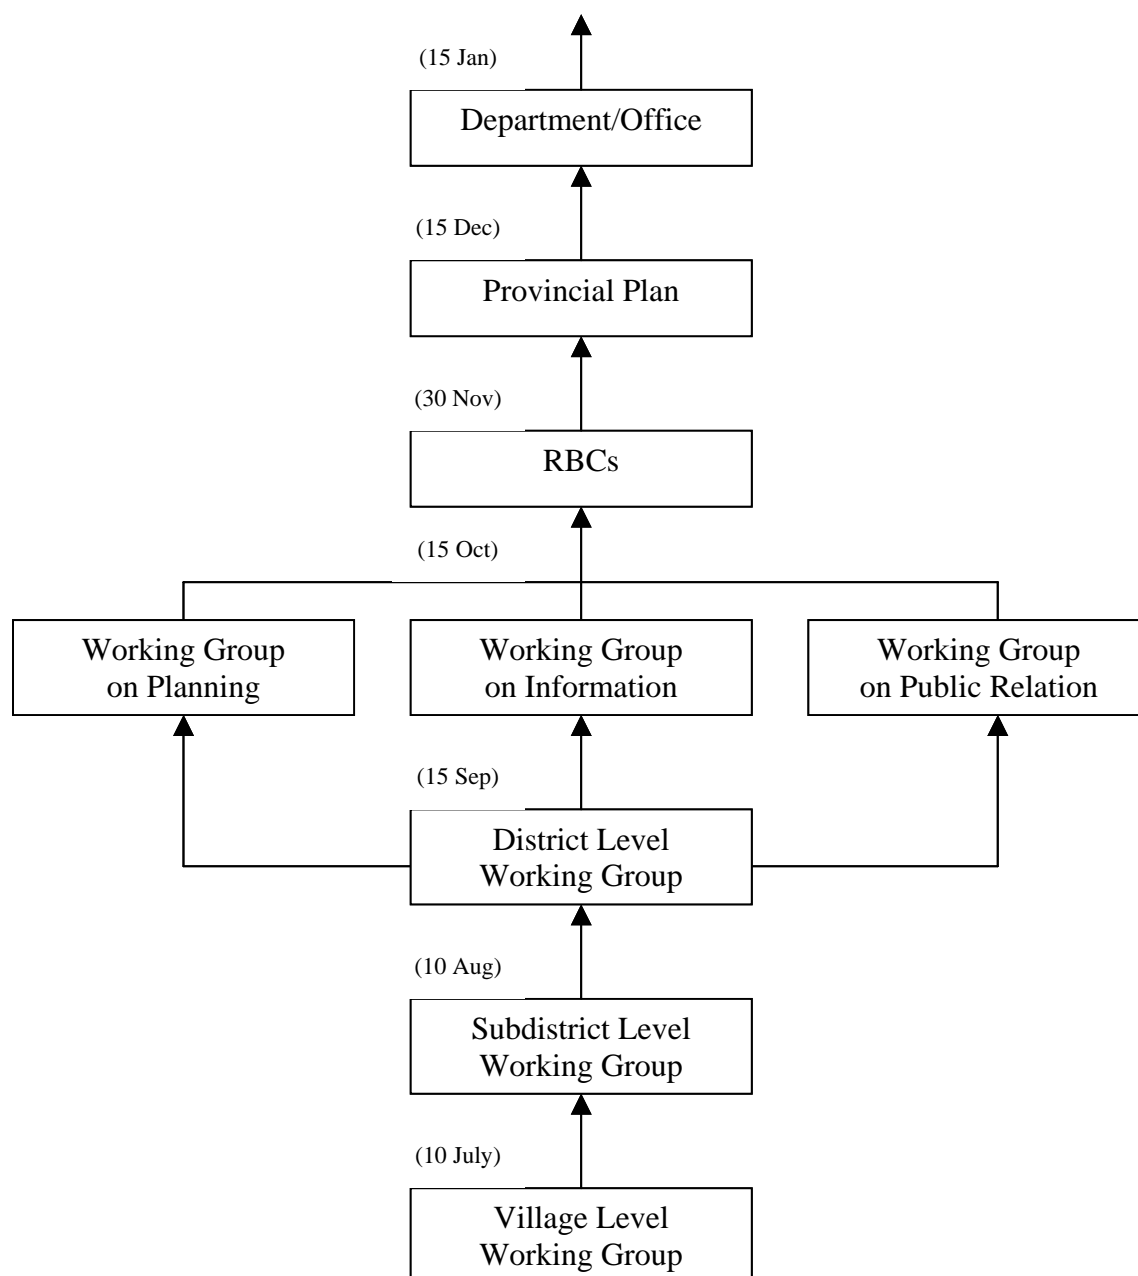 (15 Jan)
Department/Office
(15 Dec)
Provincial Plan
(30 Nov)
RBCs
(15 Oct)
Working Group
on Planning
Working Group
on Information
Working Group
on Public Relation
(15 Sep)
District Level
Working Group
(10 Aug)
Subdistrict Level
Working Group
(10 July)
Village Level
Working Group